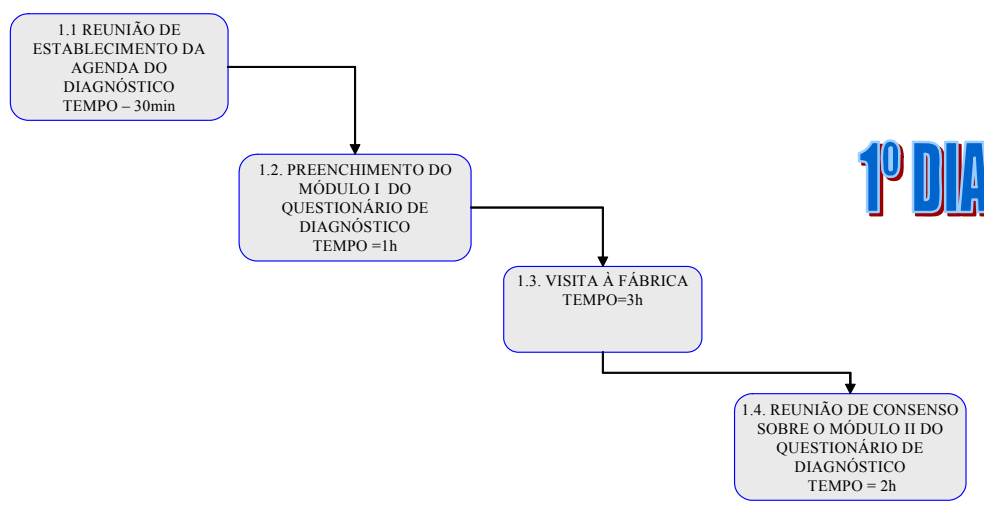 1.1 REUNIÃO DE
ESTABLECIMENTO DA
AGENDA DO
DIAGNÓSTICO
TEMPO – 30min
1.2. PREENCHIMENTO DO
MÓDULO I DO
QUESTIONÁRIO DE
DIAGNÓSTICO
TEMPO =1h
1º DIA
1.3. VISITA À FÁBRICA
TEMPO=3h
1.4. REUNIÃO DE CONSENSO
SOBRE O MÓDULO II DO
QUESTIONÁRIO DE
DIAGNÓSTICO
TEMPO = 2h